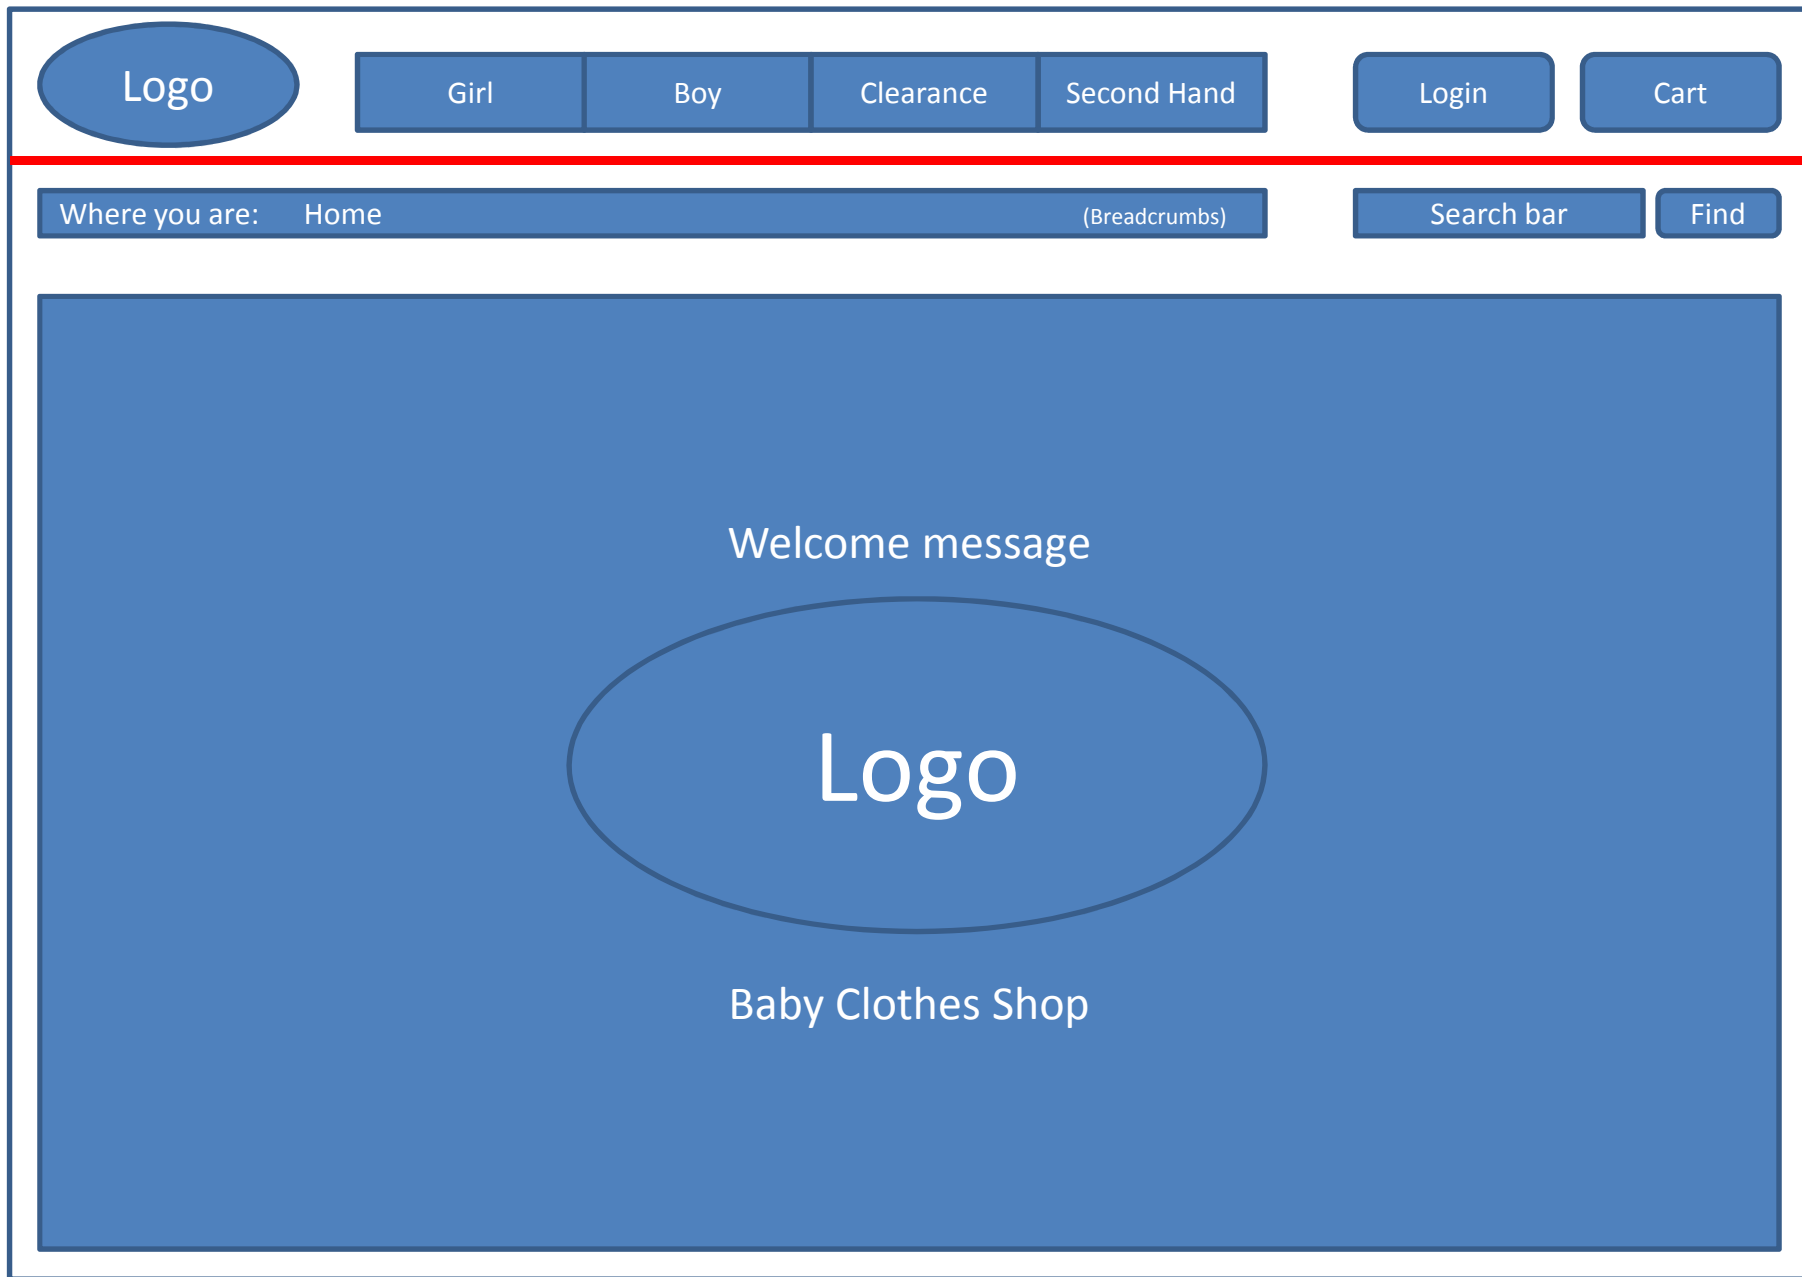 Logo
Girl Boy Clearance Second Hand
Login Cart
Where you are: Home (Breadcrumbs)
Search bar Find
Welcome message
Logo
Baby Clothes Shop